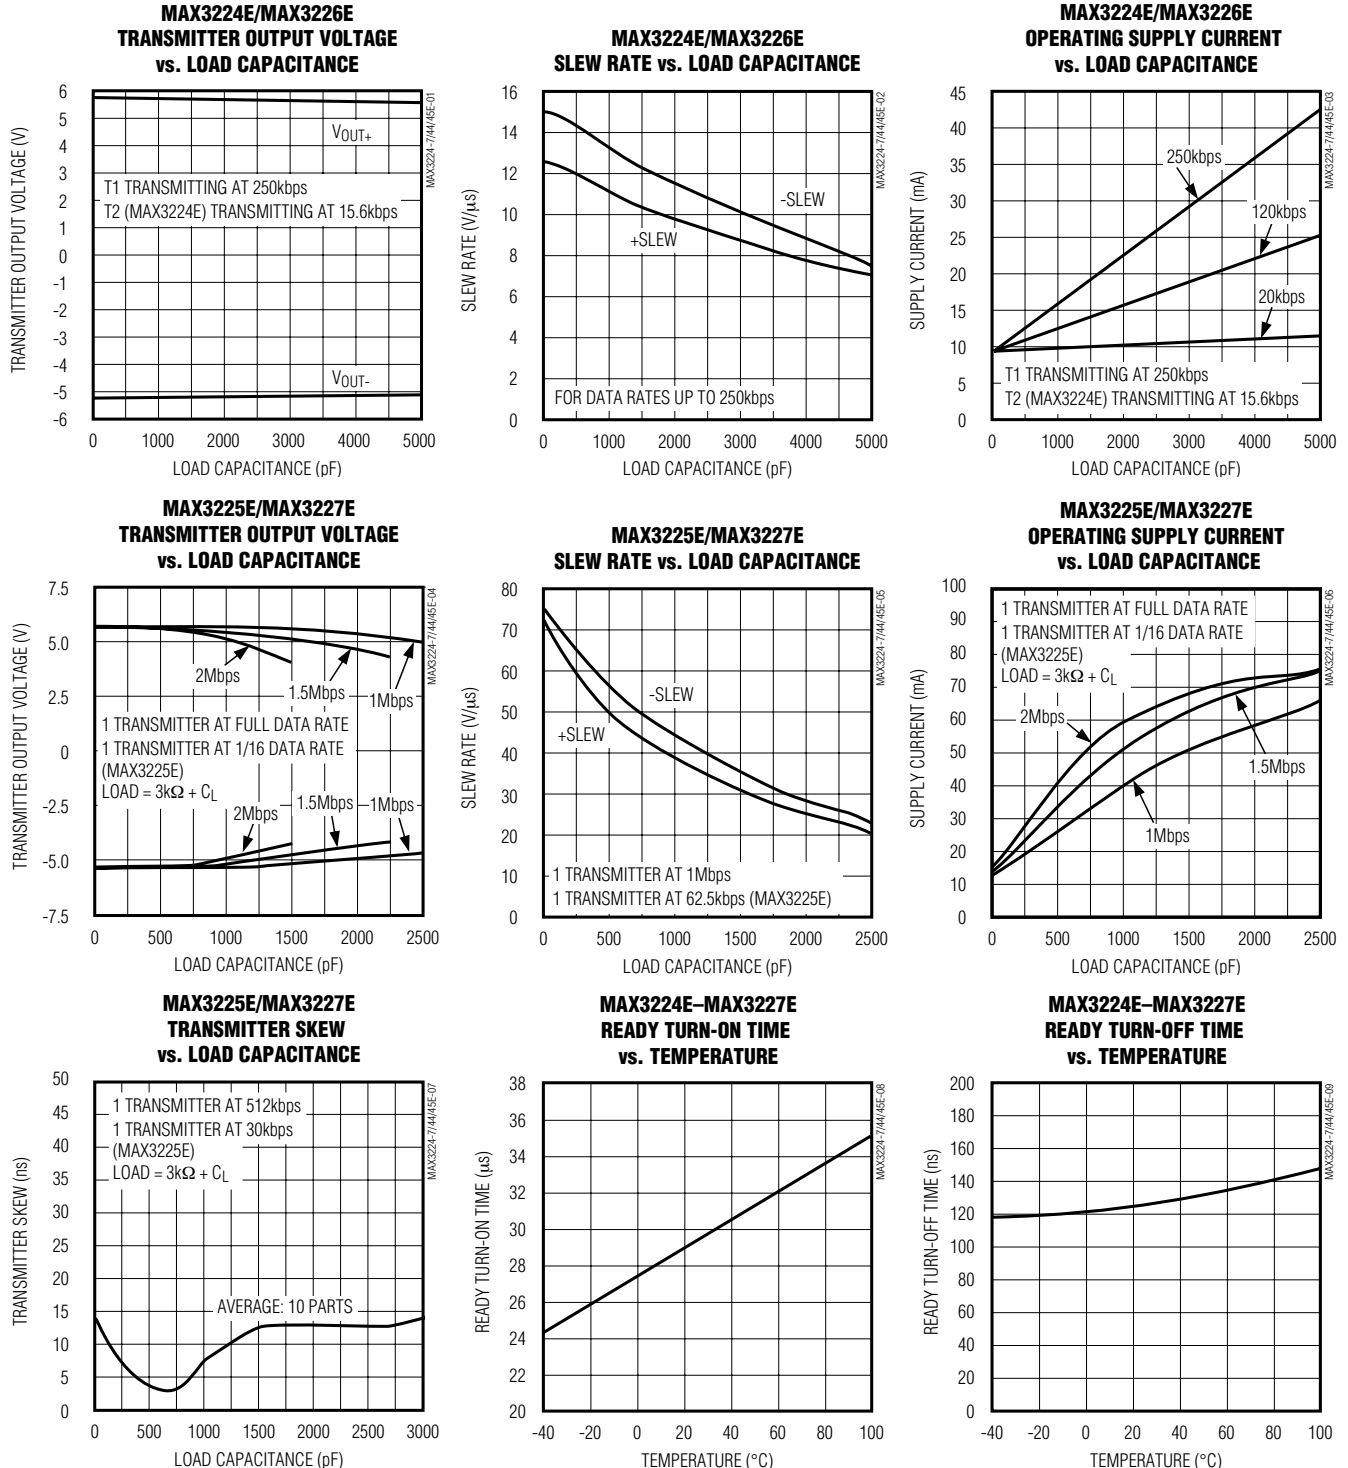 MAX3224E/MAX3226E
TRANSMITTER OUTPUT VOLTAGE
vs. LOAD CAPACITANCE
6
5
4
3
2
1
0
-1
-2
-3
-4
-5
-6
TRANSMITTER OUTPUT VOLTAGE (V)
VOUT+
T1 TRANSMITTING AT 250kbps
T2 (MAX3224E) TRANSMITTING AT 15.6kbps
VOUT-
MAX3224-7/44/45E-01
0 1000 2000 3000 4000 5000
LOAD CAPACITANCE (pF)
MAX3224E/MAX3226E
SLEW RATE vs. LOAD CAPACITANCE
16
14
12
10
8
6
4
2
0
SLEW RATE (V/μs)
-SLEW
+SLEW
FOR DATA RATES UP TO 250kbps
MAX3224-7/44/45E-02
0 1000 2000 3000 4000 5000
LOAD CAPACITANCE (pF)
MAX3224E/MAX3226E
OPERATING SUPPLY CURRENT
vs. LOAD CAPACITANCE
45
40
35
30
25
20
15
10
5
0
SUPPLY CURRENT (mA)
250kbps
120kbps
20kbps
T1 TRANSMITTING AT 250kbps
T2 (MAX3224E) TRANSMITTING AT 15.6kbps
MAX3224-7/44/45E-03
0 1000 2000 3000 4000 5000
LOAD CAPACITANCE (pF)
MAX3225E/MAX3227E
TRANSMITTER OUTPUT VOLTAGE
vs. LOAD CAPACITANCE
7.5
5.0
2.5
0
-2.5
-5.0
-7.5
TRANSMITTER OUTPUT VOLTAGE (V)
2Mbps
1.5Mbps
1Mbps
1 TRANSMITTER AT FULL DATA RATE
1 TRANSMITTER AT 1/16 DATA RATE
(MAX3225E)
LOAD = 3kΩ + CL
2Mbps
1.5Mbps
1Mbps
MAX3224-7/44/45E-04
0 500 1000 1500 2000 2500
LOAD CAPACITANCE (pF)
MAX3225E/MAX3227E
SLEW RATE vs. LOAD CAPACITANCE
80
70
60
50
40
30
20
10
0
SLEW RATE (V/μs)
-SLEW
+SLEW
1 TRANSMITTER AT 1Mbps
1 TRANSMITTER AT 62.5kbps (MAX3225E)
MAX3224-7/44/45E-05
0 500 1000 1500 2000 2500
LOAD CAPACITANCE (pF)
MAX3225E/MAX3227E
OPERATING SUPPLY CURRENT
vs. LOAD CAPACITANCE
100
90
80
70
60
50
40
30
20
10
0
SUPPLY CURRENT (mA)
1 TRANSMITTER AT FULL DATA RATE
1 TRANSMITTER AT 1/16 DATA RATE
(MAX3225E)
LOAD = 3kΩ + CL
2Mbps
1.5Mbps
1Mbps
MAX3224-7/44/45E-06
0 500 1000 1500 2000 2500
LOAD CAPACITANCE (pF)
MAX3225E/MAX3227E
TRANSMITTER SKEW
vs. LOAD CAPACITANCE
50
45
40
35
30
25
20
15
10
5
0
TRANSMITTER SKEW (ns)
1 TRANSMITTER AT 512kbps
1 TRANSMITTER AT 30kbps
(MAX3225E)
LOAD = 3kΩ + CL
AVERAGE: 10 PARTS
MAX3224-7/44/45E-07
0 500 1000 1500 2000 2500 3000
LOAD CAPACITANCE (pF)
MAX3224E–MAX3227E
READY TURN-ON TIME
vs. TEMPERATURE
38
36
34
32
30
28
26
24
22
20
READY TURN-ON TIME (μs)
MAX3224-7/44/45E-08
-40 -20 0 20 40 60 80 100
TEMPERATURE (°C)
MAX3224E–MAX3227E
READY TURN-OFF TIME
vs. TEMPERATURE
200
180
160
140
120
100
80
60
40
20
0
READY TURN-OFF TIME (ns)
MAX3224-7/44/45E-09
-40 -20 0 20 40 60 80 100
TEMPERATURE (°C)